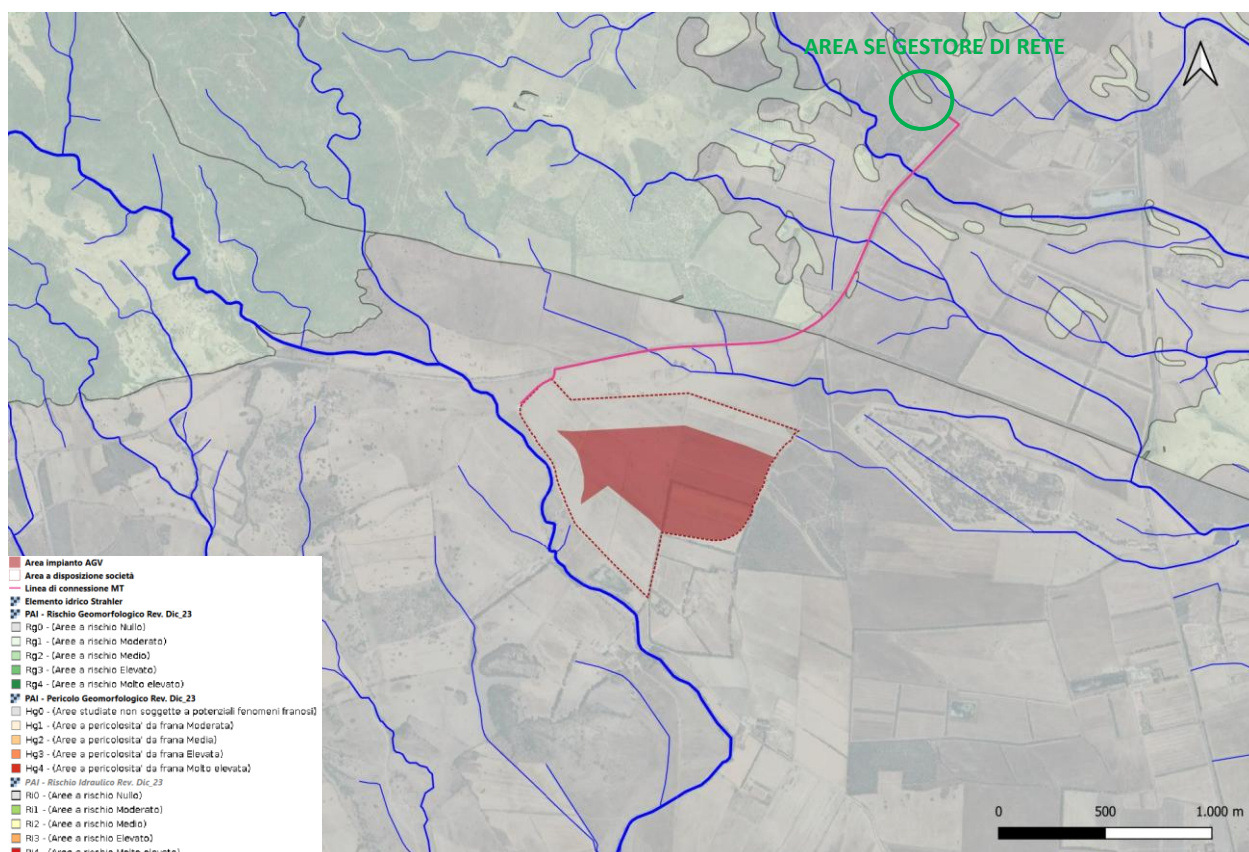 AREA SE GESTORE DI RETE
Area impianto AGV
Area a disposizione società
Linea di connessione MT
Elemento idrico Strahler
PAI - Rischio Geomorfologico Rev. Dic_23
Rg0 - (Aree a rischio Nullo)
Rg1 - (Aree a rischio Moderato)
Rg2 - (Aree a rischio Medio)
Rg3 - (Aree a rischio Elevato)
Rg4 - (Aree a rischio Molto elevato)
PAI - Pericolo Geomorfologico Rev. Dic_23
Hg0 - (Aree studiate non soggette a potenziali fenomeni franosi)
Hg1 - (Aree a pericolosita' da frana Moderata)
Hg2 - (Aree a pericolosita' da frana Media)
Hg3 - (Aree a pericolosita' da frana Elevata)
Hg4 - (Aree a pericolosita' da frana Molto elevata)
PAI - Rischio Idraulico Rev. Dic_23
Ri0 - (Aree a rischio Nullo)
Ri1 - (Aree a rischio Moderato)
Ri2 - (Aree a rischio Medio)
Ri3 - (Aree a rischio Elevato)
Ri4 - (Aree a rischio Molto elevato)
0 500 1.000 m